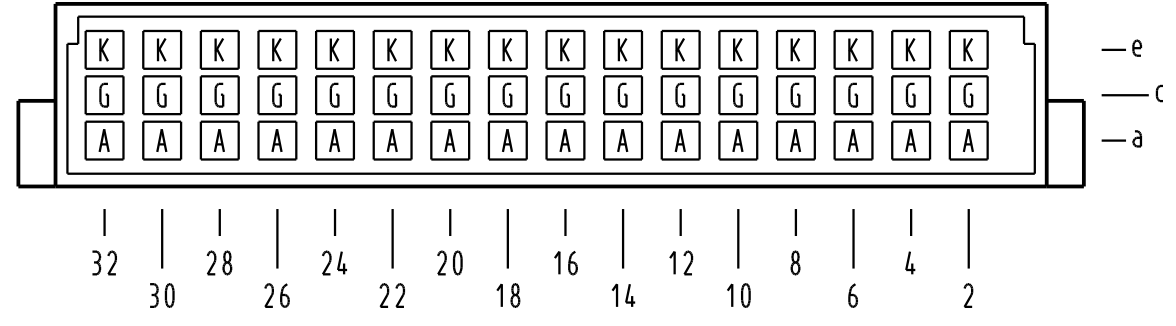 K K K K K K K K K K K K K K K K e
G G G G G G G G G G G G G G G G
A A A A A A A A A A A A A A A A a
32 28 24 20 16 12 8 4
30 26 22 18 14 10 6 2